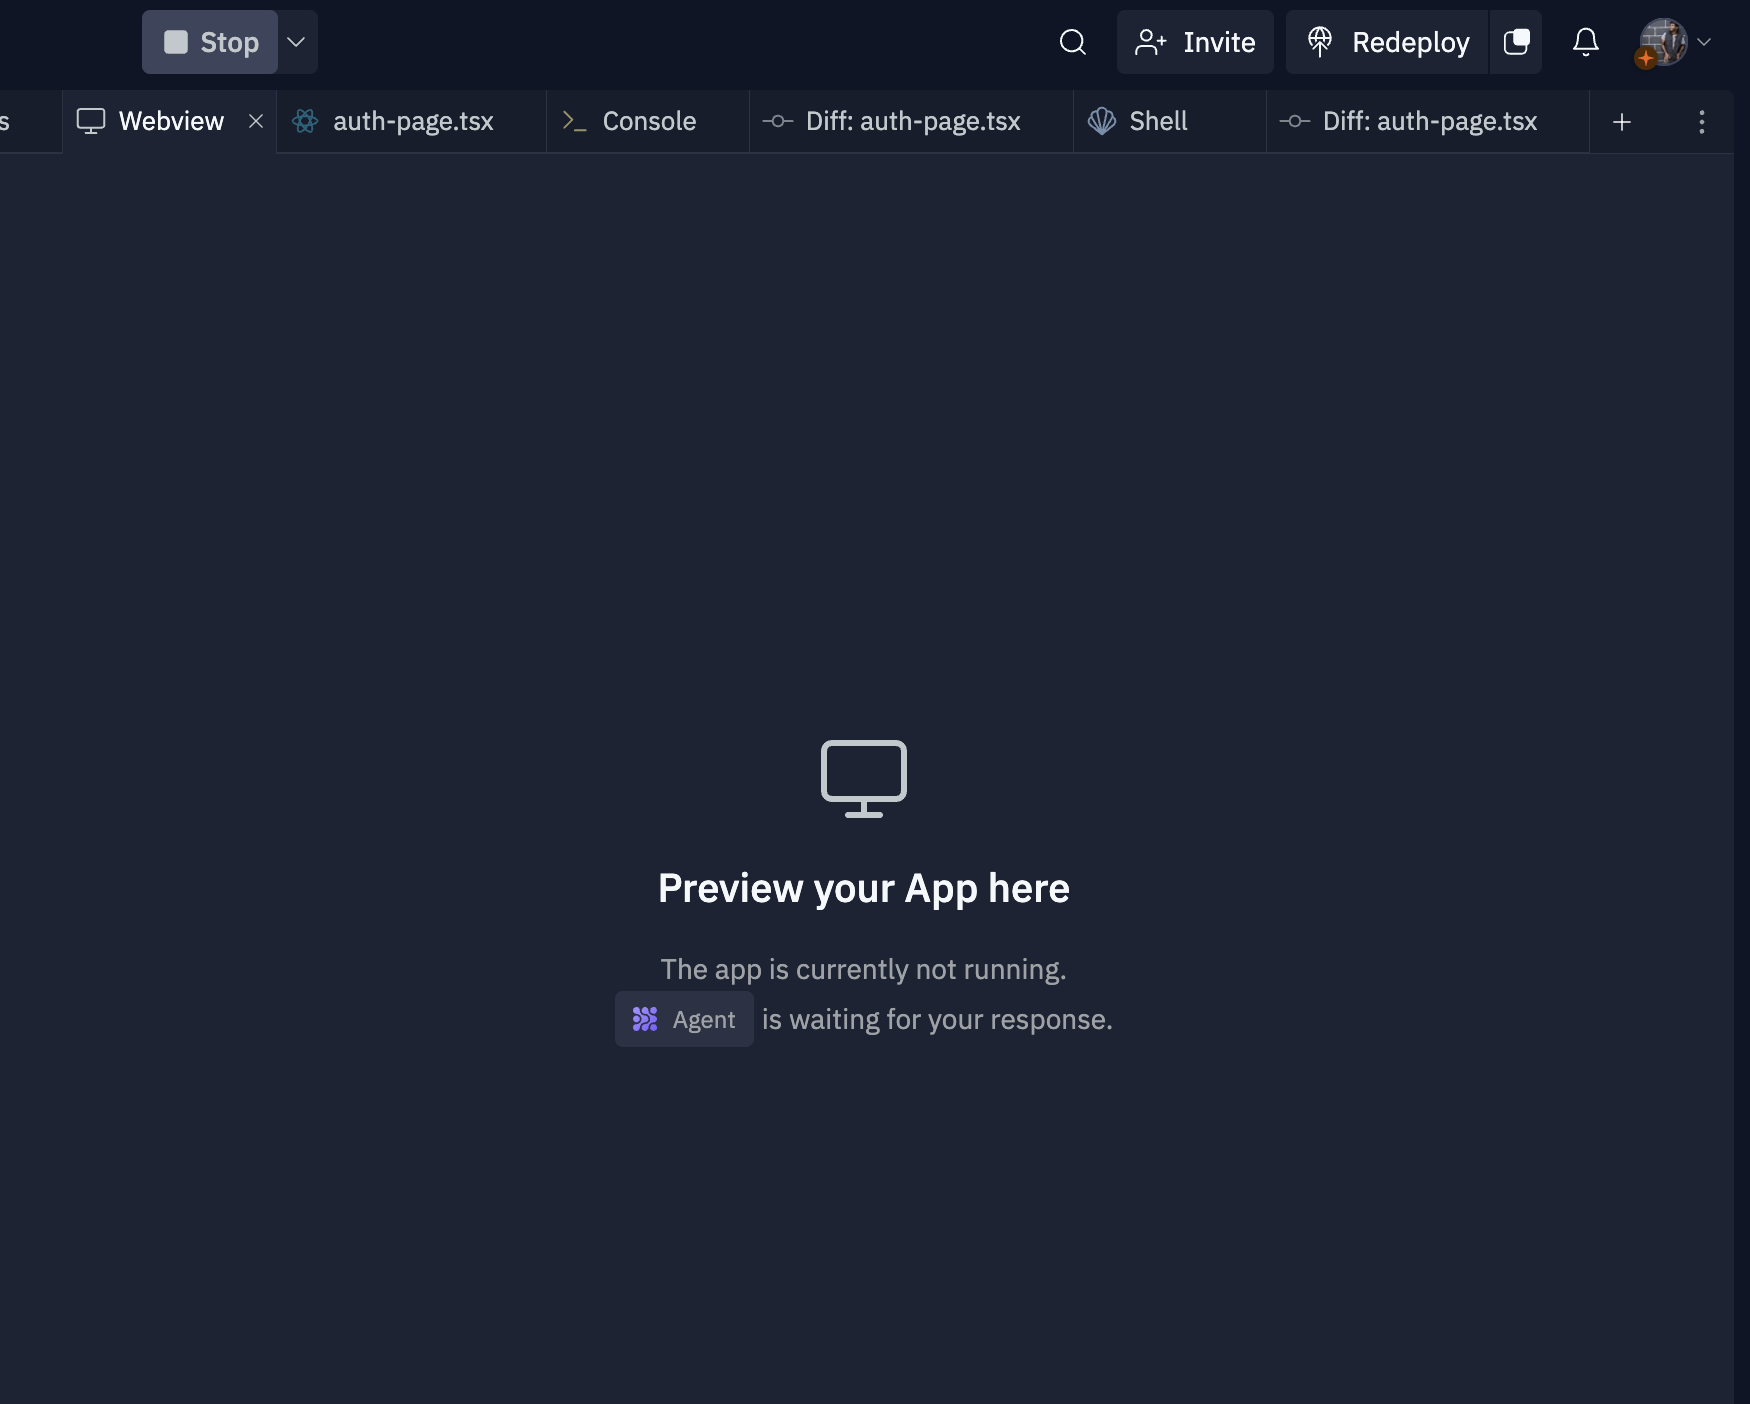 Stop
Invite
Redeploy
s
Webview
auth-page.tsx
Console
Diff: auth-page.tsx
Shell
Diff: auth-page.tsx
Preview your App here
The app is currently not running.
Agent is waiting for your response.